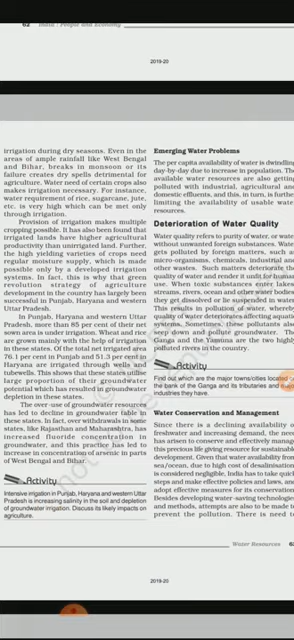 62 India : People and Economy
2019-20
irrigation during dry seasons. Even in the
areas of ample rainfall like West Bengal
and Bihar, breaks in monsoon or its
failure creates dry spells detrimental for
agriculture. Water need of certain crops also
makes irrigation necessary. For instance,
water requirement of rice, sugarcane, jute,
etc. is very high which can be met only
through irrigation.
Provision of irrigation makes multiple
cropping possible. It has also been found that
irrigated lands have higher agricultural
productivity than unirrigated land. Further,
the high yielding varieties of crops need
regular moisture supply, which is made
possible only by a developed irrigation
systems. In fact, this is why that green
revolution strategy of agriculture
development in the country has largely been
successful in Punjab, Haryana and western
Uttar Pradesh.
In Punjab, Haryana and western Uttar
Pradesh, more than 85 per cent of their net
sown area is under irrigation. Wheat and rice
are grown mainly with the help of irrigation
in these states. Of the total net irrigated area
76.1 per cent in Punjab and 51.3 per cent in
Haryana are irrigated through wells and
tubewells. This shows that these states utilise
large proportion of their groundwater
potential which has resulted in groundwater
depletion in these states.
The over-use of groundwater resources
has led to decline in groundwater table in
these states. In fact, over withdrawals in some
states, like Rajasthan and Maharashtra, has
increased fluoride concentration in
groundwater, and this practice has led to
increase in concentration of arsenic in parts
of West Bengal and Bihar.
Activity
Intensive irrigation in Punjab, Haryana and western Uttar
Pradesh is increasing salinity in the soil and depletion
of groundwater irrigation. Discuss its likely impacts on
agriculture.
Emerging Water Problems
The per capita availability of water is dwindling
day-by-day due to increase in population. The
available water resources are also getting
polluted with industrial, agricultural and
domestic effluents, and this, in turn, is further
limiting the availability of usable water
resources.
Deterioration of Water Quality
Water quality refers to purity of water, or water
without unwanted foreign substances. Water
gets polluted by foreign matters, such as
micro-organisms, chemicals, industrial and
other wastes. Such matters deteriorate the
quality of water and render it unfit for human
use. When toxic substances enter lakes,
streams, rivers, ocean and other water bodies,
they get dissolved or lie suspended in water.
This results in pollution of water, whereby
quality of water deteriorates affecting aquatic
systems. Sometimes, these pollutants also
seep down and pollute groundwater. The
Ganga and the Yamuna are the two highly
polluted rivers in the country.
Activity
Find out which are the major towns/cities located on
the bank of the Ganga and its tributaries and major
industries they have.
Water Conservation and Management
Since there is a declining availability of
freshwater and increasing demand, the need
has arisen to conserve and effectively manage
this precious life giving resource for sustainable
development. Given that water availability from
sea/ocean, due to high cost of desalinisation,
is considered negligible, India has to take quick
steps and make effective policies and laws, and
adopt effective measures for its conservation.
Besides developing water-saving technologies
and methods, attempts are also to be made to
prevent the pollution. There is need to
Water Resources 6
2019-20
2019-20